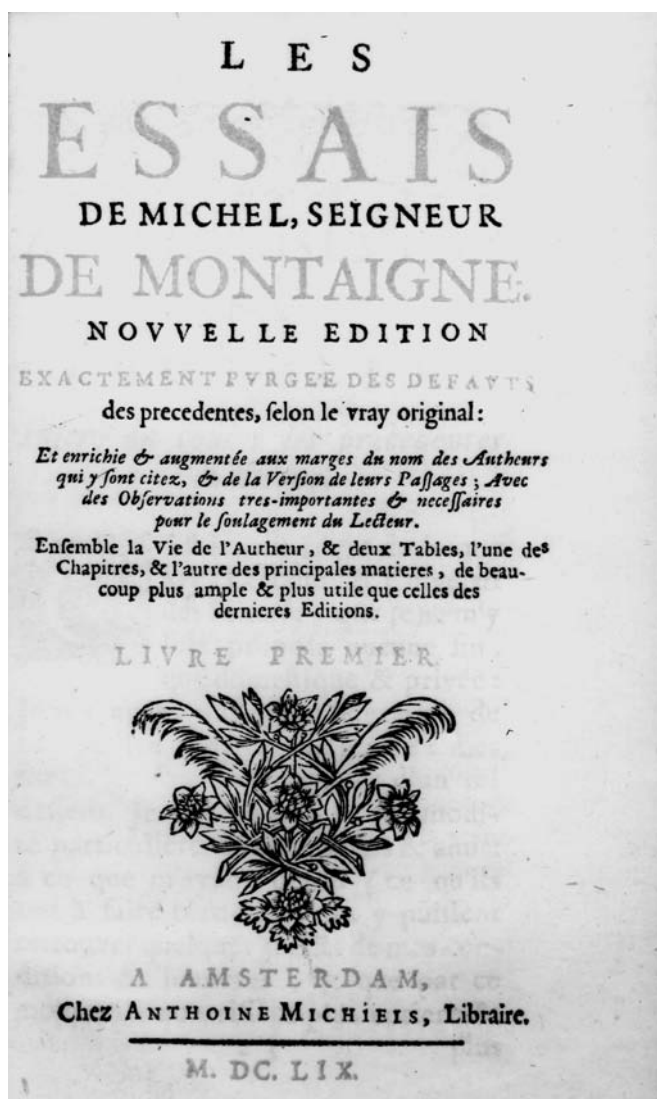 LES
ESSAIS
DE MICHEL, SEIGNEUR
DE MONTAIGNE.
NOVVELLE EDITION
EXACTEMENT PVRGEÉ DES DEFAVTS
des precedentes, ſelon le vray original:
Et enrichie & augmentée aux marges du nom des Autheurs
qui y ſont citez, & de la Verſion de leurs Paſſages ; Avec
des Obſervations tres-importantes & neceſſaires
pour le ſoulagement du Lecteur.
Enſemble la Vie de l'Autheur, & deux Tables, l'une des
Chapitres, & l'autre des principales matieres, de beau-
coup plus ample & plus utile que celles des
dernieres Editions.
LIVRE PREMIER.
A AMSTERDAM,
Chez ANTHOINE MICHIELS, Libraire.
M. DC. LIX.